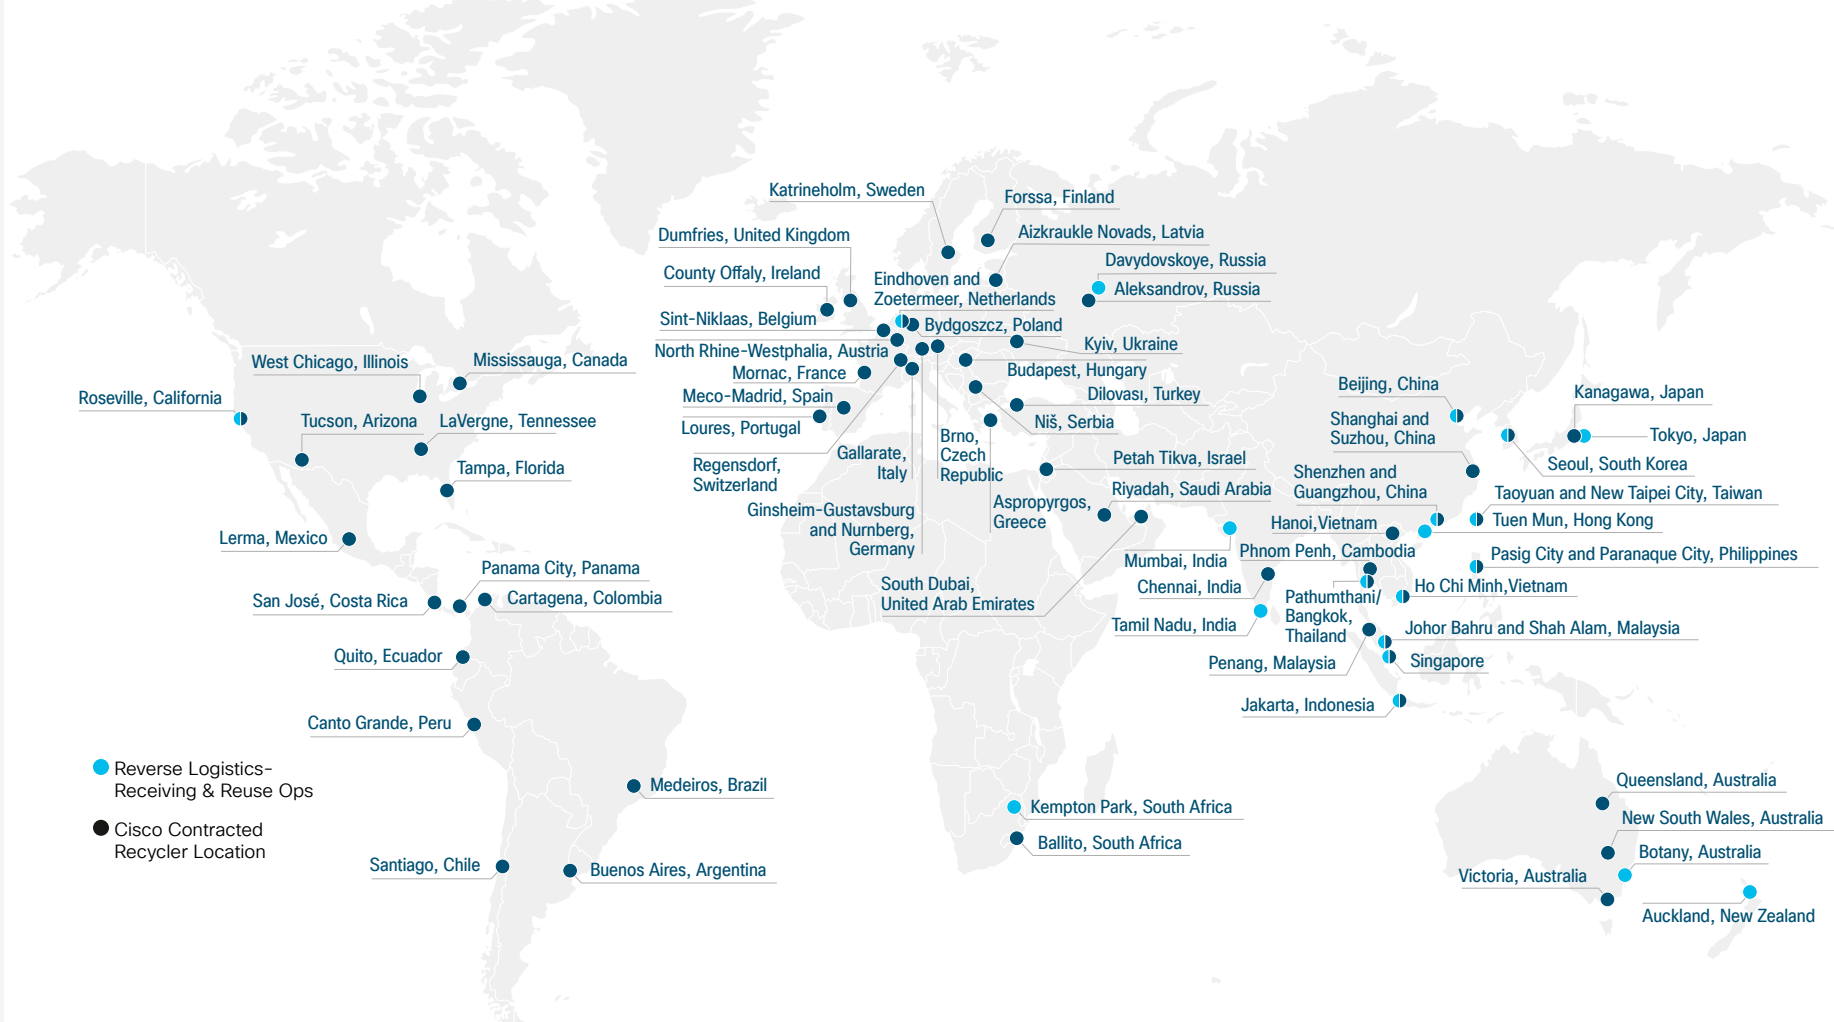 Katrineholm, Sweden
Forssa, Finland
Dumfries, United Kingdom
Aizkraukle Novads, Latvia
County Offaly, Ireland
Davydovskoye, Russia
Eindhoven and
Zoetermeer, Netherlands
Aleksandrov, Russia
Sint-Niklaas, Belgium
Bydgoszcz, Poland
North Rhine-Westphalia, Austria
Kyiv, Ukraine
Mornac, France
Budapest, Hungary
Meco-Madrid, Spain
Dilovası, Turkey
Loures, Portugal
Niš, Serbia
Regensdorf,
Switzerland
Gallarate,
Italy
Brno,
Czech
Republic
Petah Tikva, Israel
Ginsheim-Gustavsburg
and Nurnberg,
Germany
Aspropyrgos,
Greece
Riyadah, Saudi Arabia
South Dubai,
United Arab Emirates
West Chicago, Illinois
Mississauga, Canada
Roseville, California
Tucson, Arizona
LaVergne, Tennessee
Tampa, Florida
Lerma, Mexico
Panama City, Panama
San José, Costa Rica
Cartagena, Colombia
Quito, Ecuador
Canto Grande, Peru
Medeiros, Brazil
Santiago, Chile
Buenos Aires, Argentina
Reverse Logistics-
Receiving & Reuse Ops
Cisco Contracted
Recycler Location
Kempton Park, South Africa
Ballito, South Africa
Beijing, China
Kanagawa, Japan
Shanghai and
Suzhou, China
Tokyo, Japan
Seoul, South Korea
Shenzhen and
Guangzhou, China
Taoyuan and New Taipei City, Taiwan
Hanoi,Vietnam
Tuen Mun, Hong Kong
Mumbai, India
Phnom Penh, Cambodia
Pasig City and Paranaque City, Philippines
Chennai, India
Ho Chi Minh,Vietnam
Pathumthani/
Bangkok,
Thailand
Tamil Nadu, India
Johor Bahru and Shah Alam, Malaysia
Penang, Malaysia
Singapore
Jakarta, Indonesia
Queensland, Australia
New South Wales, Australia
Botany, Australia
Victoria, Australia
Auckland, New Zealand